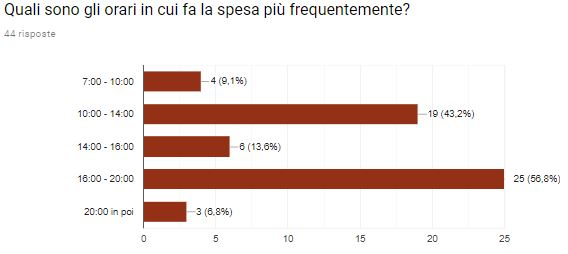 Quali sono gli orari in cui fa la spesa più frequentemente?
44 risposte
7:00 - 10:00
4 (9,1%)
10:00 - 14:00
19 (43,2%)
14:00 - 16:00
6 (13,6%)
16:00 - 20:00
25 (56,8%)
20:00 in poi
3 (6,8%)
0 5 10 15 20 25